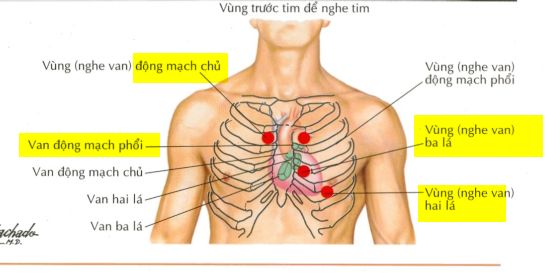 Vùng trước tim để nghe tim
Vùng (nghe van) động mạch chủ
Vùng (nghe van)
động mạch phổi
Van động mạch phổi
Vùng (nghe van)
ba lá
Van động mạch chủ
Van hai lá
Vùng (nghe van)
hai lá
Van ba lá
achado
M.D.